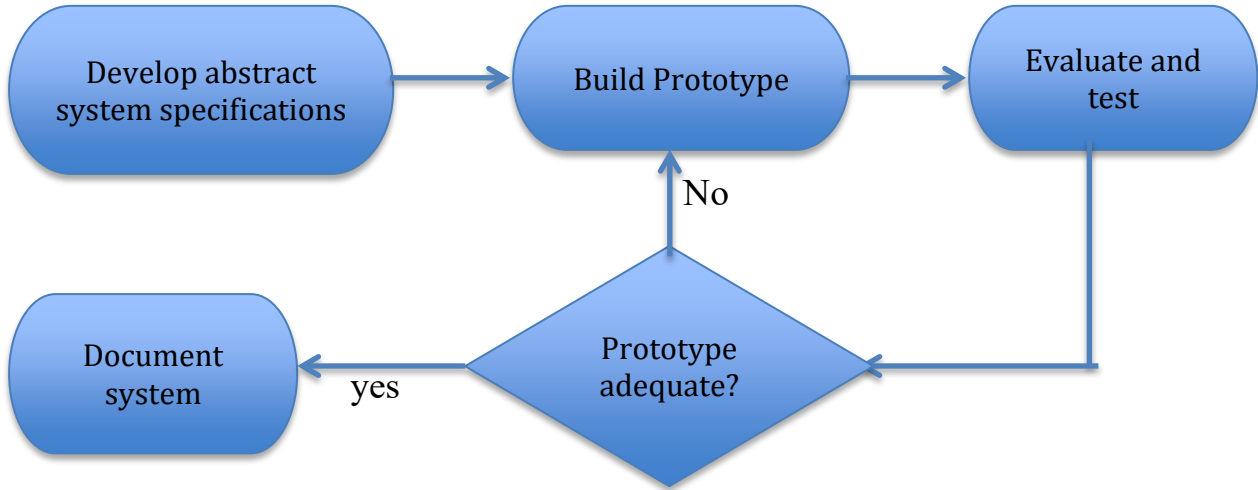 Develop abstract
system specifications
Build Prototype
Evaluate and
test
No
Prototype
adequate?
yes
Document
system